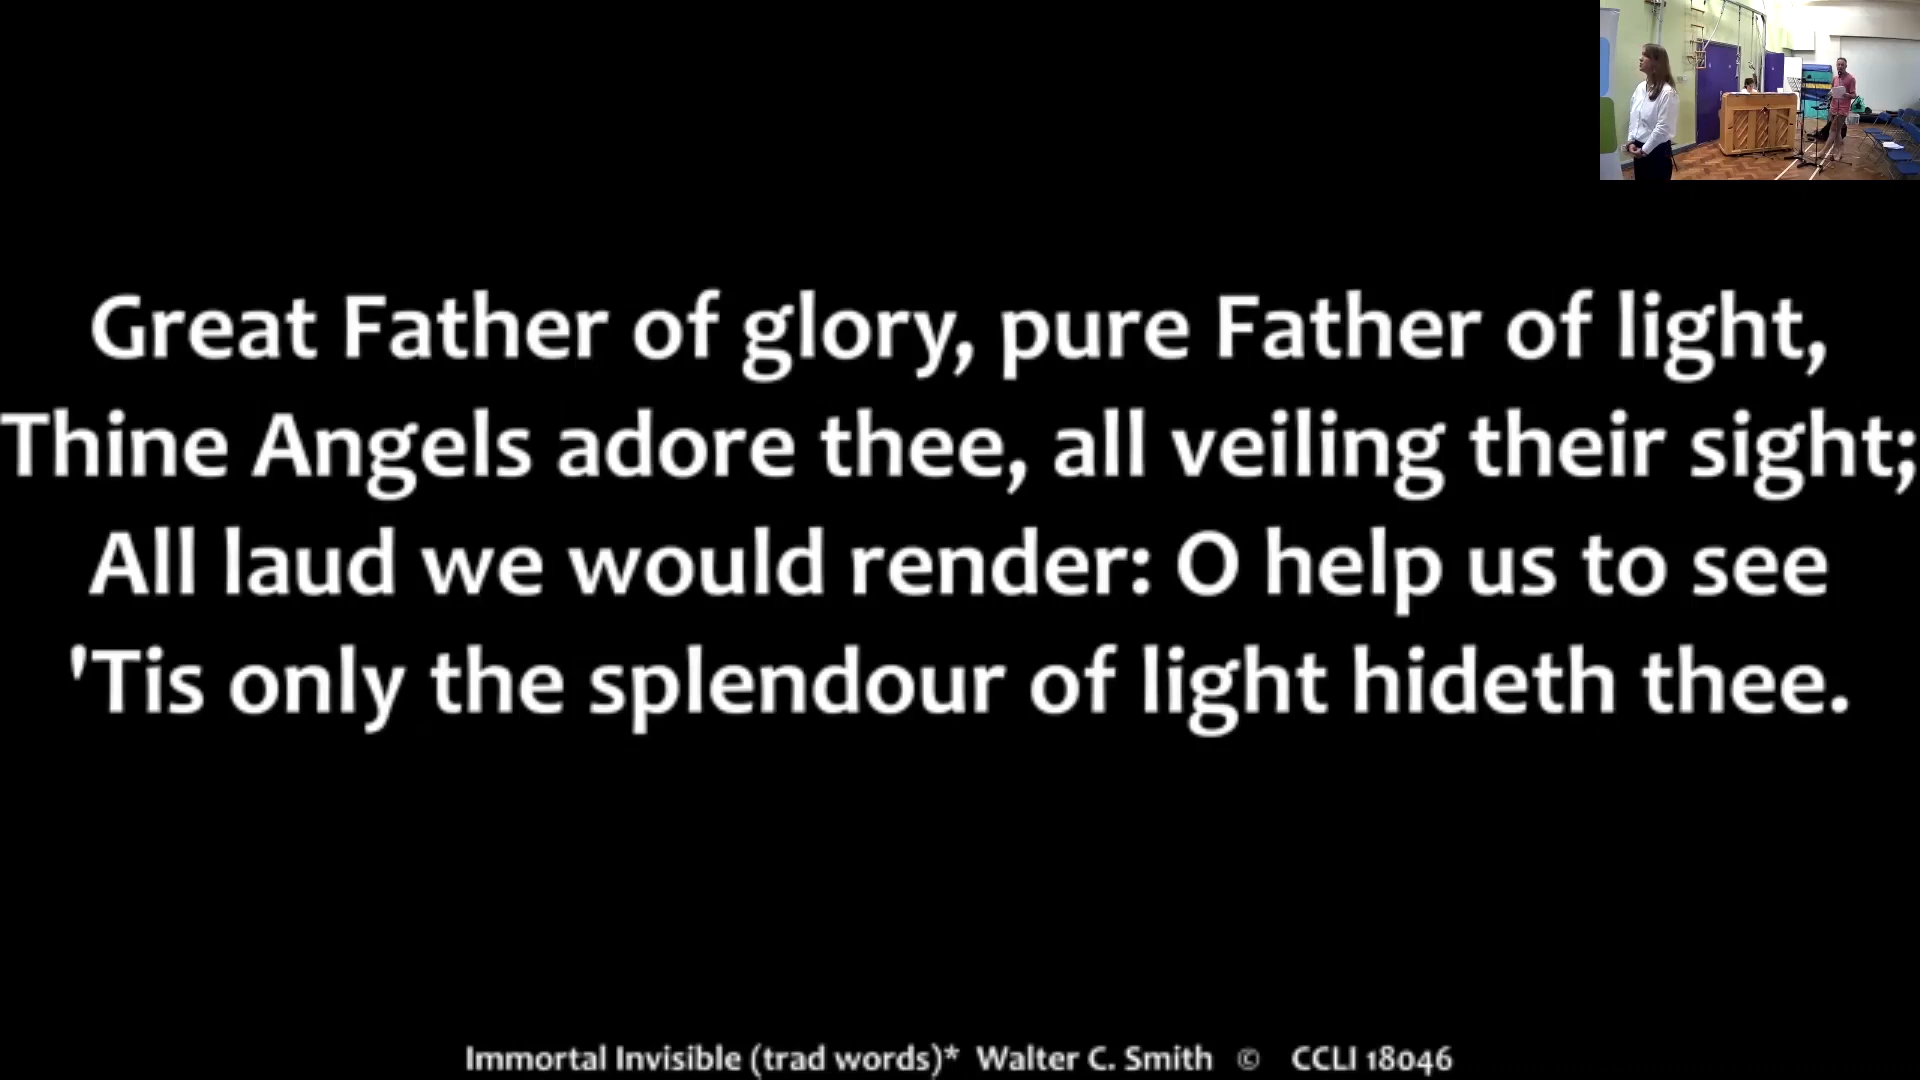 Great Father of glory, pure Father of light,
Thine Angels adore thee, all veiling their sight;
All laud we would render: O help us to see
'Tis only the splendour of light hideth thee.
Immortal Invisible (trad words)* Walter C. Smith © CCLI 18046